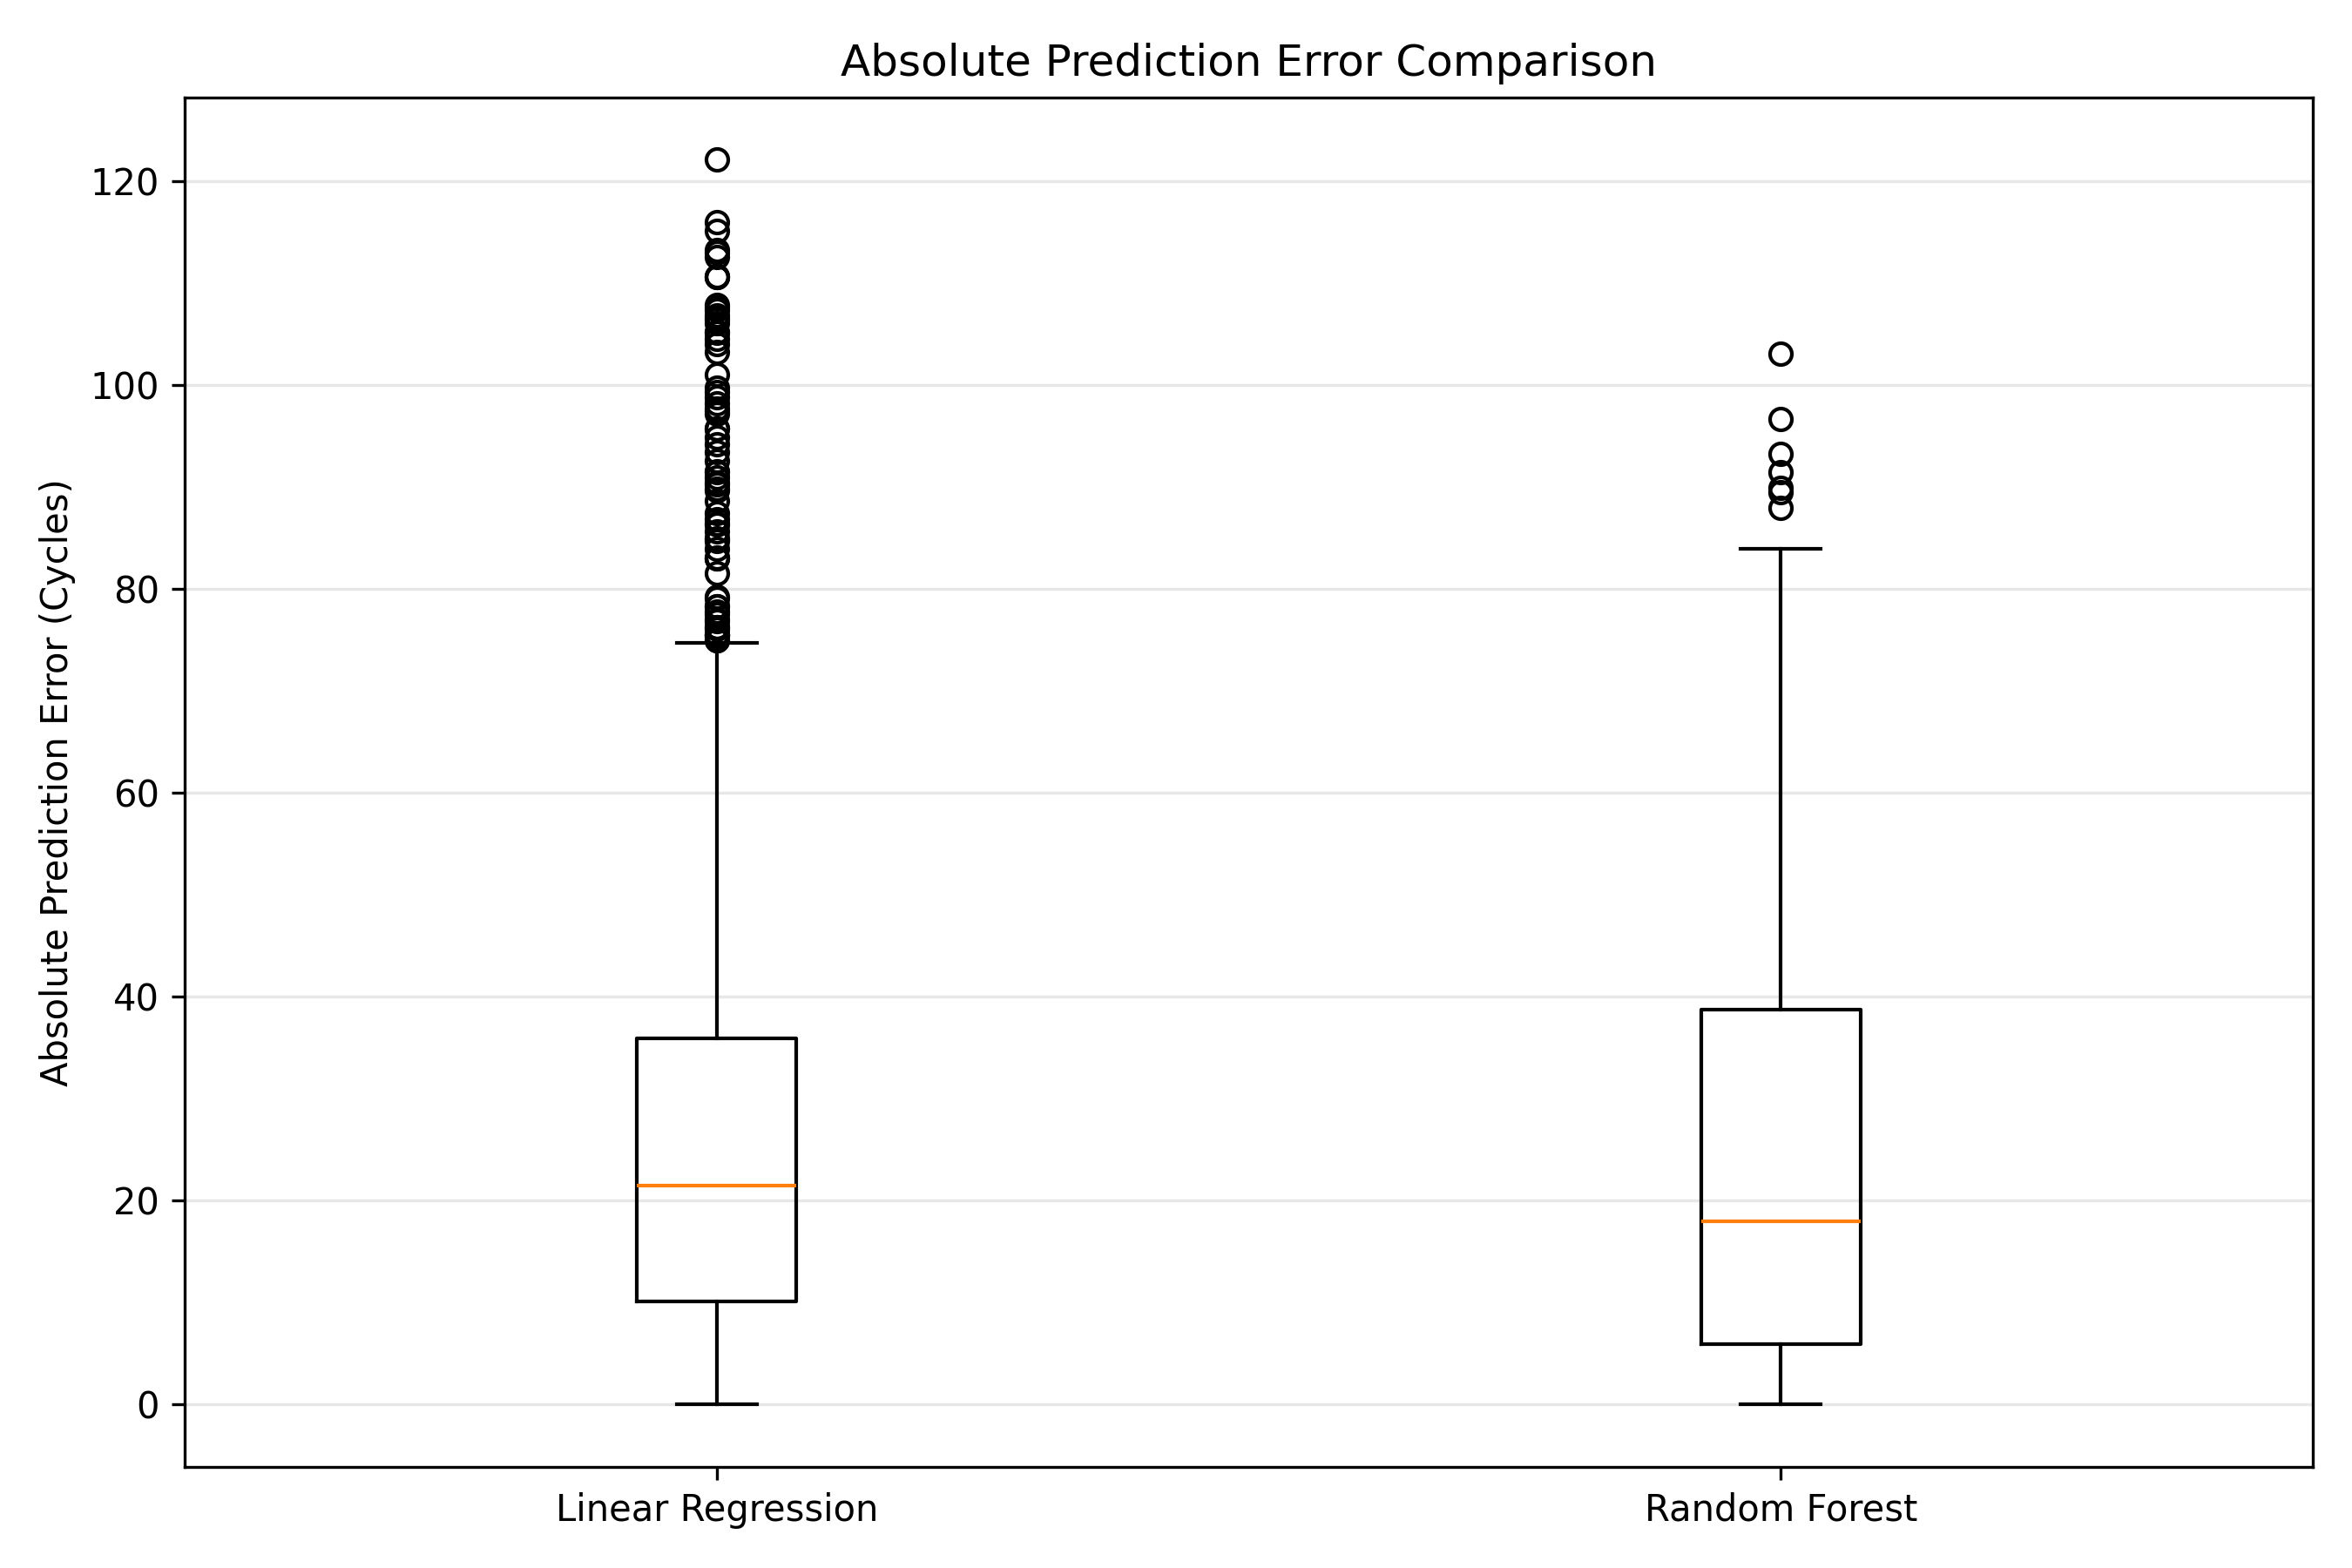 Absolute Prediction Error Comparison
Absolute Prediction Error (Cycles)
120
100
80
60
40
20
0
Linear Regression
Random Forest